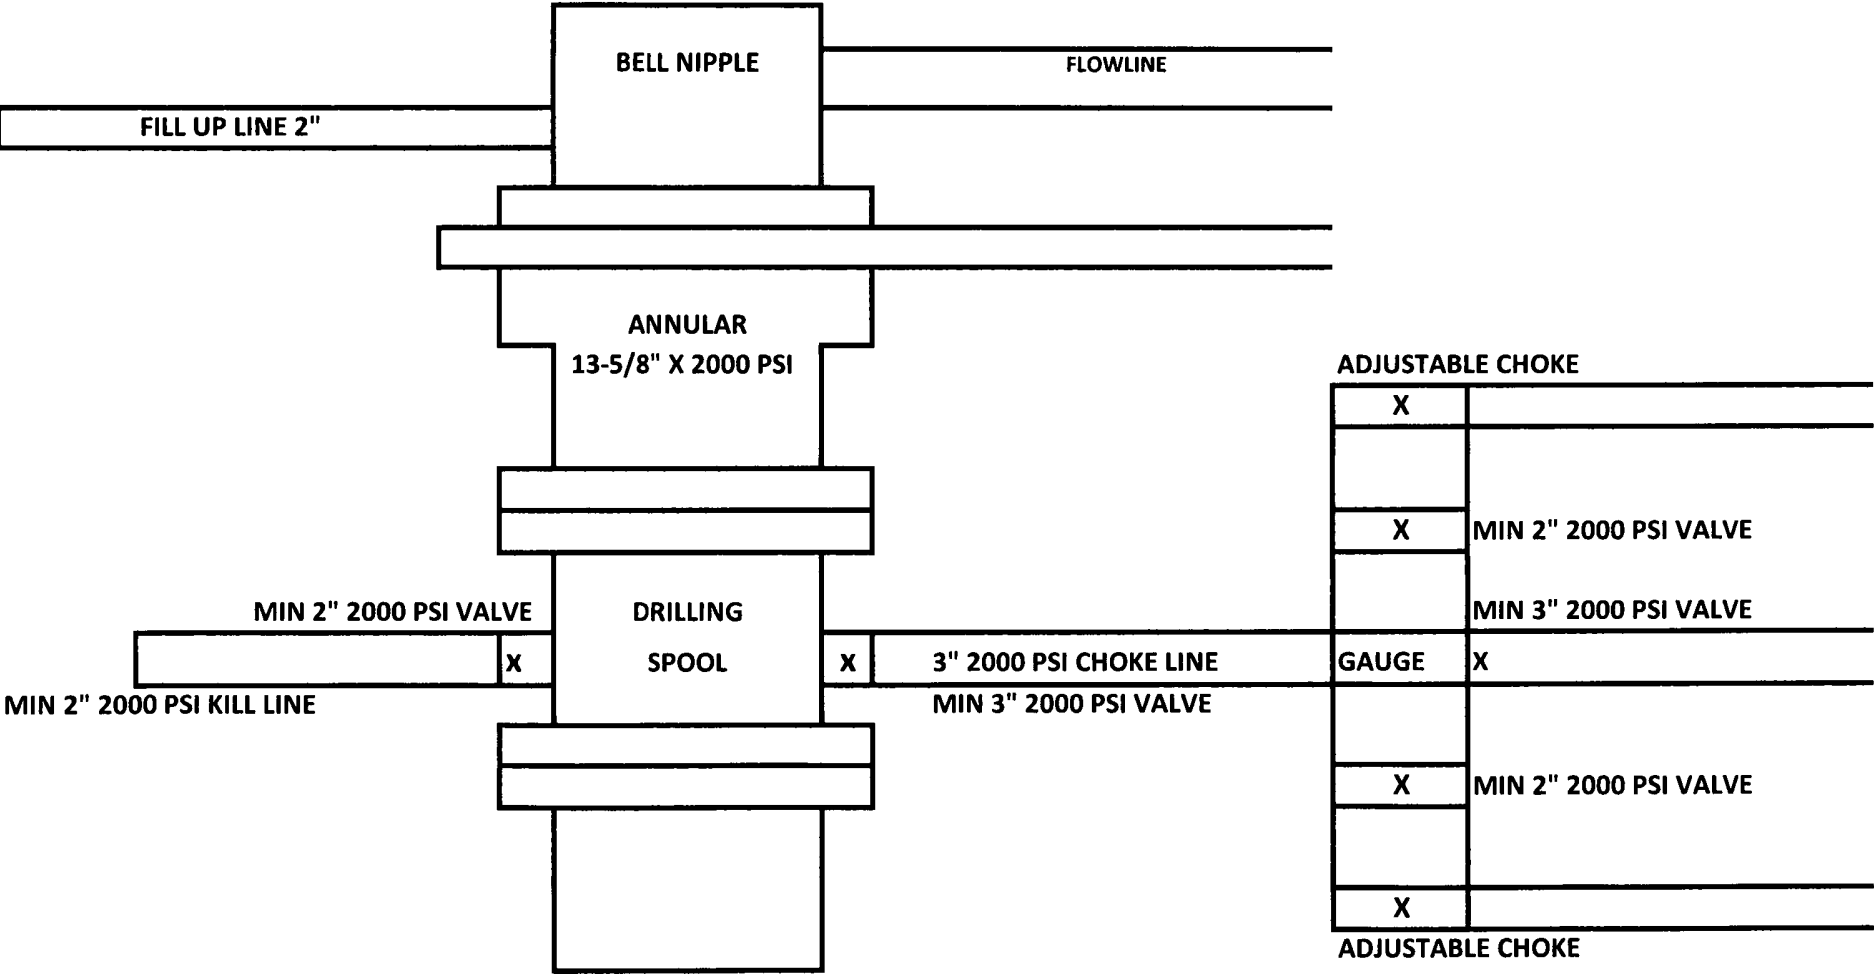 BELL NIPPLE
FLOWLINE
FILL UP LINE 2"
ANNULAR
13-5/8" X 2000 PSI
ADJUSTABLE CHOKE
X
X
MIN 2" 2000 PSI VALVE
MIN 2" 2000 PSI VALVE
DRILLING
MIN 3" 2000 PSI VALVE
X
SPOOL
X
3" 2000 PSI CHOKE LINE
GAUGE
X
MIN 2" 2000 PSI KILL LINE
MIN 3" 2000 PSI VALVE
X
MIN 2" 2000 PSI VALVE
X
ADJUSTABLE CHOKE